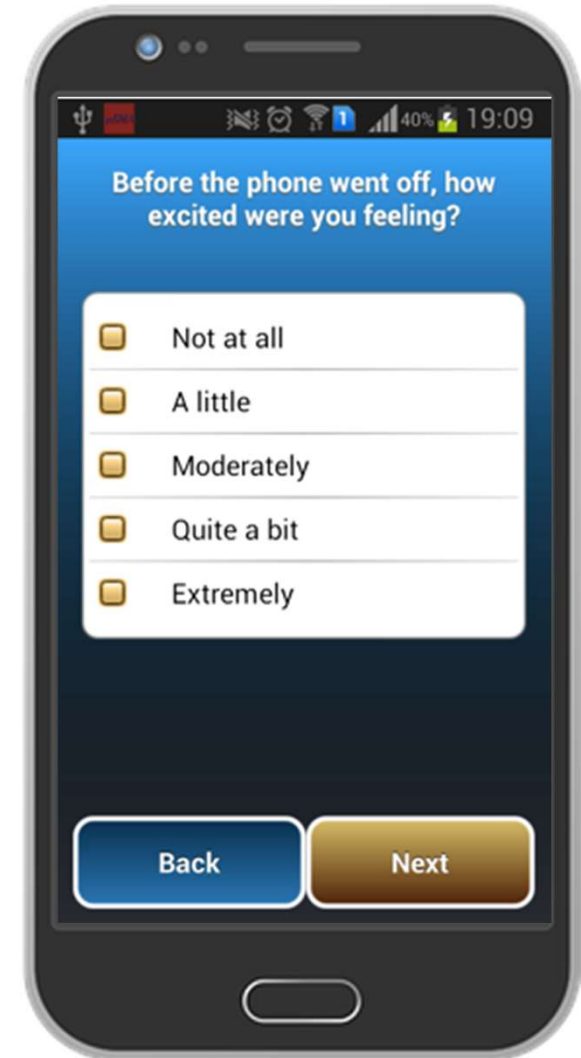 1 40% 19:09
Before the phone went off, how
excited were you feeling?
Not at all
A little
Moderately
Quite a bit
Extremely
Back Next